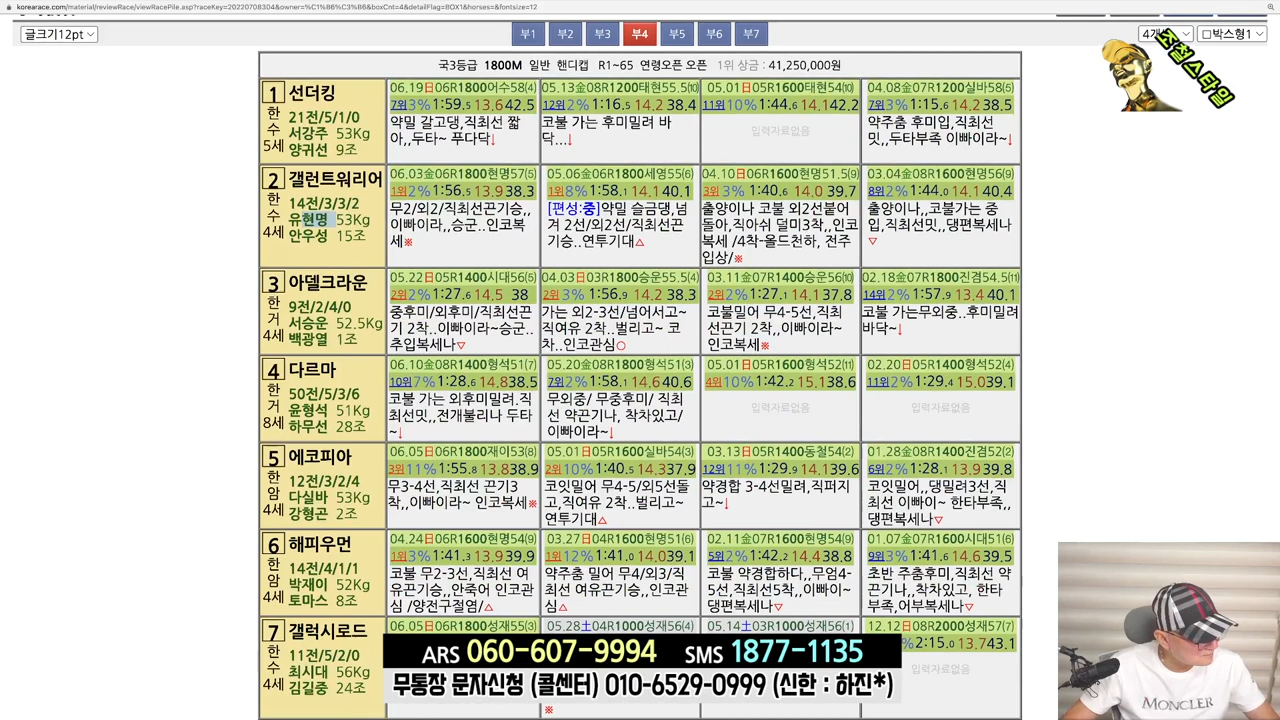 korearace.com/material/reviewRace/viewRacePile.asp?raceKey=20220708304&owner=%C1%B6%C3%B6&boxCnt=4&detailFlag=BOX1&horses=&fontsize=12
글크기12pt 부1 부2 부3 부4 부5 부6 부7 4개 □박스형1
조철스타일
국3등급 1800M 일반 핸디캡 R1~65 연령오픈 오픈 1위 상금 : 41,250,000원
1 선더킹
한수5세
21전/5/1/0
서강주 53Kg
양귀선 9조
06.19日06R1800어수58(4)
7위3% 1:59.5 13.6 42.5
약밀 갈고댕,직최선 짧
아,,두타~ 푸다닥↓
05.13金08R1200태현54(10)
12위2% 1:16.5 14.2 38.4
코불 가는 후미밀려 바
닥...↓
05.01日05R1600태현54(10)
11위10% 1:44.6 14.1 42.2
입력자료없음
04.08金07R1200실바58(6)
7위3% 1:15.6 14.2 38.5
약주춤 후미입,직최선
밋,,두타부족 이빠이라~↓
2 갤런트워리어
한수4세
14전/3/3/2
유현명 53Kg
안우성 15조
06.03金06R1800현명57(5)
1위2% 1:56.5 13.9 38.3
무2/외2/직최선끈기승,,
이빠이라,,승군..인코복
세※
05.06金06R1800세영55(6)
1위8% 1:58.1 14.1 40.1
[편성:중]약밀 슬금댕,넘
겨 2선/외2선/직최선끈
기승..연투기대△
04.10日06R1600현명51.5(9)
3위3% 1:40.6 14.0 39.7
출양이나 코불 외2선붙어
돌아,직아쉬 덜미3착,,인코
복세 /4착-올드천하, 전주
입상/※
03.04金08R1600현명56(9)
8위2% 1:44.0 14.1 40.4
출양이나,,코불가는 중
입,직최선밋,,댕편복세나
▽
3 아델크라운
한거4세
9전/2/4/0
서승운 52.5Kg
백광열 1조
05.22日05R1400시대56(5)
2위2% 1:27.6 14.5 38
중후미/외후미/직최선끈
기 2착..이빠이라~승군..
추입복세나▽
04.03日03R1800승운55.5(4)
2위3% 1:56.9 14.2 38.3
가는 외2-3선/넘어서고~
직여유 2착..벌리고~ 코
차..인코관심○
03.11金07R1400승운56(10)
2위2% 1:27.1 14.1 37.8
코불밀어 무4-5선,직최
선끈기 2착,,이빠이라~
인코복세※
02.18金07R1800진겸54.5(11)
14위2% 1:57.9 13.4 40.1
코불 가는무외중..후미밀려
바닥~↓
4 다르마
한거8세
50전/5/3/6
윤형석 51Kg
하무선 28조
06.10金08R1400형석51(7)
10위7% 1:28.6 14.8 38.5
코불 가는 외후미밀려.직
최선밋,,전개불리나 두타
~↓
05.20金08R1800형석51(3)
7위2% 1:58.1 14.6 40.6
무외중/ 무중후미/ 직최
선 약끈기나, 착차있고/
이빠이라~↓
05.01日05R1600형석52(11)
4위10% 1:42.2 15.1 38.6
입력자료없음
02.20日05R1400형석52(4)
11위2% 1:29.4 15.0 39.1
입력자료없음
5 에코피아
한암4세
12전/3/2/4
다실바 53Kg
강형곤 2조
06.05日06R1800재이53(8)
3위11% 1:55.8 13.8 38.9
무3-4선,직최선 끈기3
착,,이빠이라~ 인코복세※
05.01日05R1600실바54(3)
2위10% 1:40.5 14.3 37.9
코잇밀어 무4-5/외5선돌
고,직여유 2착..벌리고~
연투기대△
03.13日05R1400동철54(2)
12위11% 1:29.9 14.1 39.6
약경합 3-4선밀려,직퍼지
고~↓
01.28金08R1400진겸52(2)
6위2% 1:28.1 13.9 39.8
코잇밀어,,댕밀려3선,직
최선 이빠이~ 한타부족,,
댕편복세나▽
6 해피우먼
한암4세
14전/4/1/1
박재이 52Kg
토마스 8조
04.24日06R1600현명54(9)
1위3% 1:41.3 13.9 39.9
코불 무2-3선,직최선 여
유끈기승,,안죽어 인코관
심 /양전구절염/△
03.27日04R1600현명51(6)
1위12% 1:41.0 14.0 39.1
약주춤 밀어 무4/외3/직
최선 여유끈기승,,인코관
심△
02.11金07R1600현명54(9)
5위2% 1:42.2 14.4 38.8
코불 약경합하다,,무엄4-
5선,직최선5착,,이빠이~
댕편복세나▽
01.07金07R1600시대51(6)
9위3% 1:41.6 14.6 39.5
초반 주춤후미,직최선 약
끈기나,착차있고, 한타
부족,어부복세나▽
7 갤럭시로드
한수4세
11전/5/2/0
최시대 56Kg
김길중 24조
06.05日06R1800성재55(3)
05.28土04R1000성재56(4)
05.14土03R1000성재56(1)
※
12.12日08R2000성재57(7)
% 2:15.0 13.7 43.1
입력자료없음
ARS 060-607-9994 SMS 1877-1135
무통장 문자신청 (콜센터) 010-6529-0999 (신한 : 하진*)
MONCLER